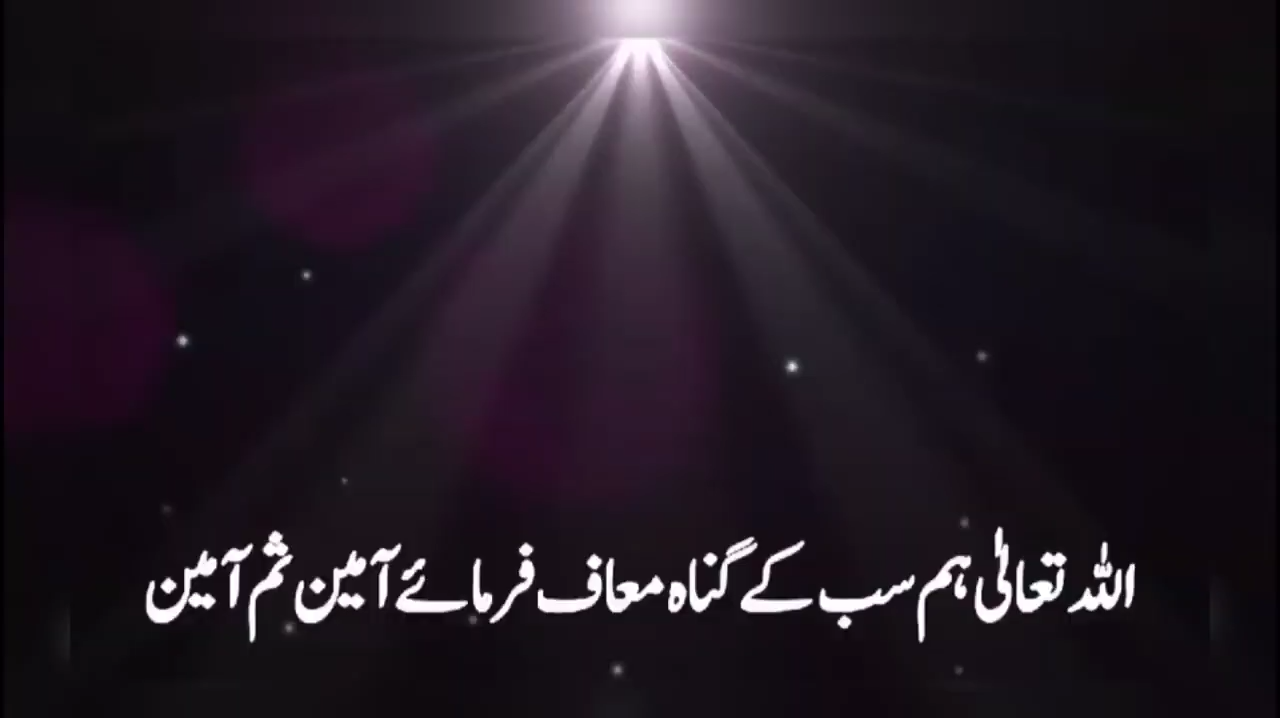 اللہ تعالیٰ ہم سب کے گناہ معاف فرمائے آمین ثم آمین